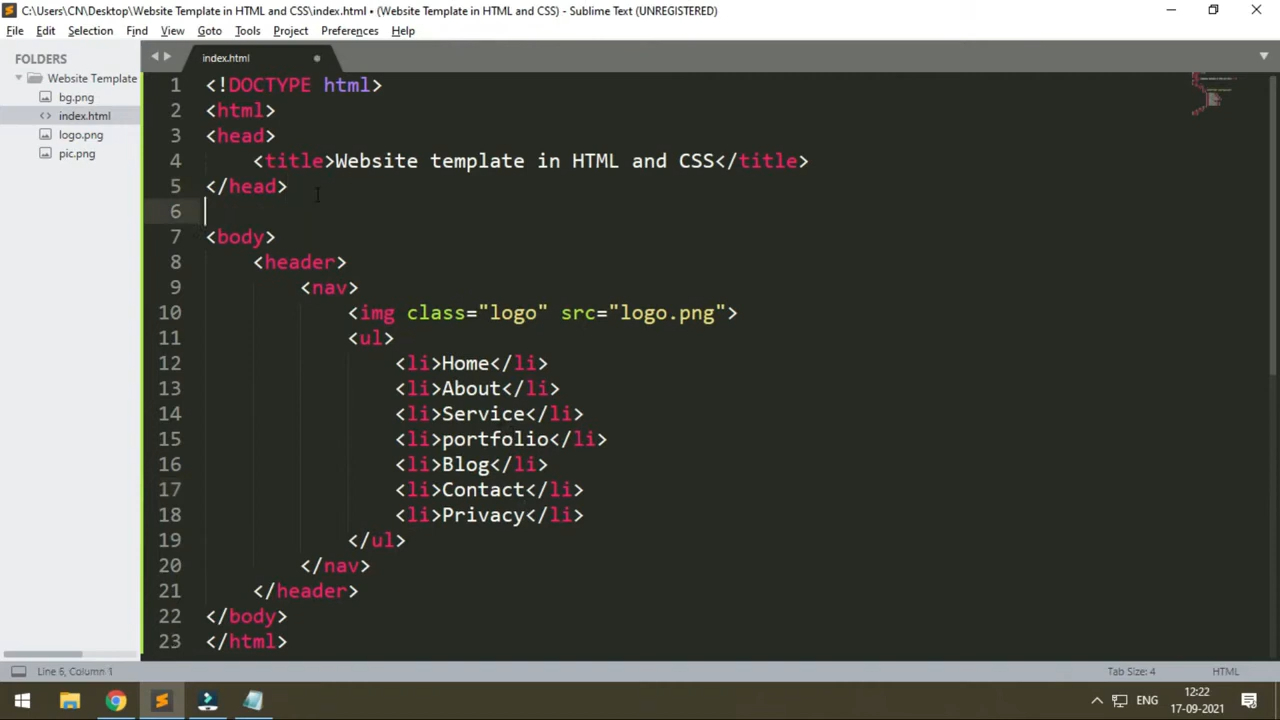 C:\Users\CN\Desktop\Website Template in HTML and CSS\index.html • (Website Template in HTML and CSS) - Sublime Text (UNREGISTERED)
File Edit Selection Find View Goto Tools Project Preferences Help
FOLDERS
Website Template
bg.png
index.html
logo.png
pic.png
index.html
1 <!DOCTYPE html>
2 <html>
3 <head>
4 <title>Website template in HTML and CSS</title>
5 </head>
6
7 <body>
8 <header>
9 <nav>
10 <img class="logo" src="logo.png">
11 <ul>
12 <li>Home</li>
13 <li>About</li>
14 <li>Service</li>
15 <li>portfolio</li>
16 <li>Blog</li>
17 <li>Contact</li>
18 <li>Privacy</li>
19 </ul>
20 </nav>
21 </header>
22 </body>
23 </html>
Line 6, Column 1 Tab Size: 4 HTML
ENG
12:22
17-09-2021